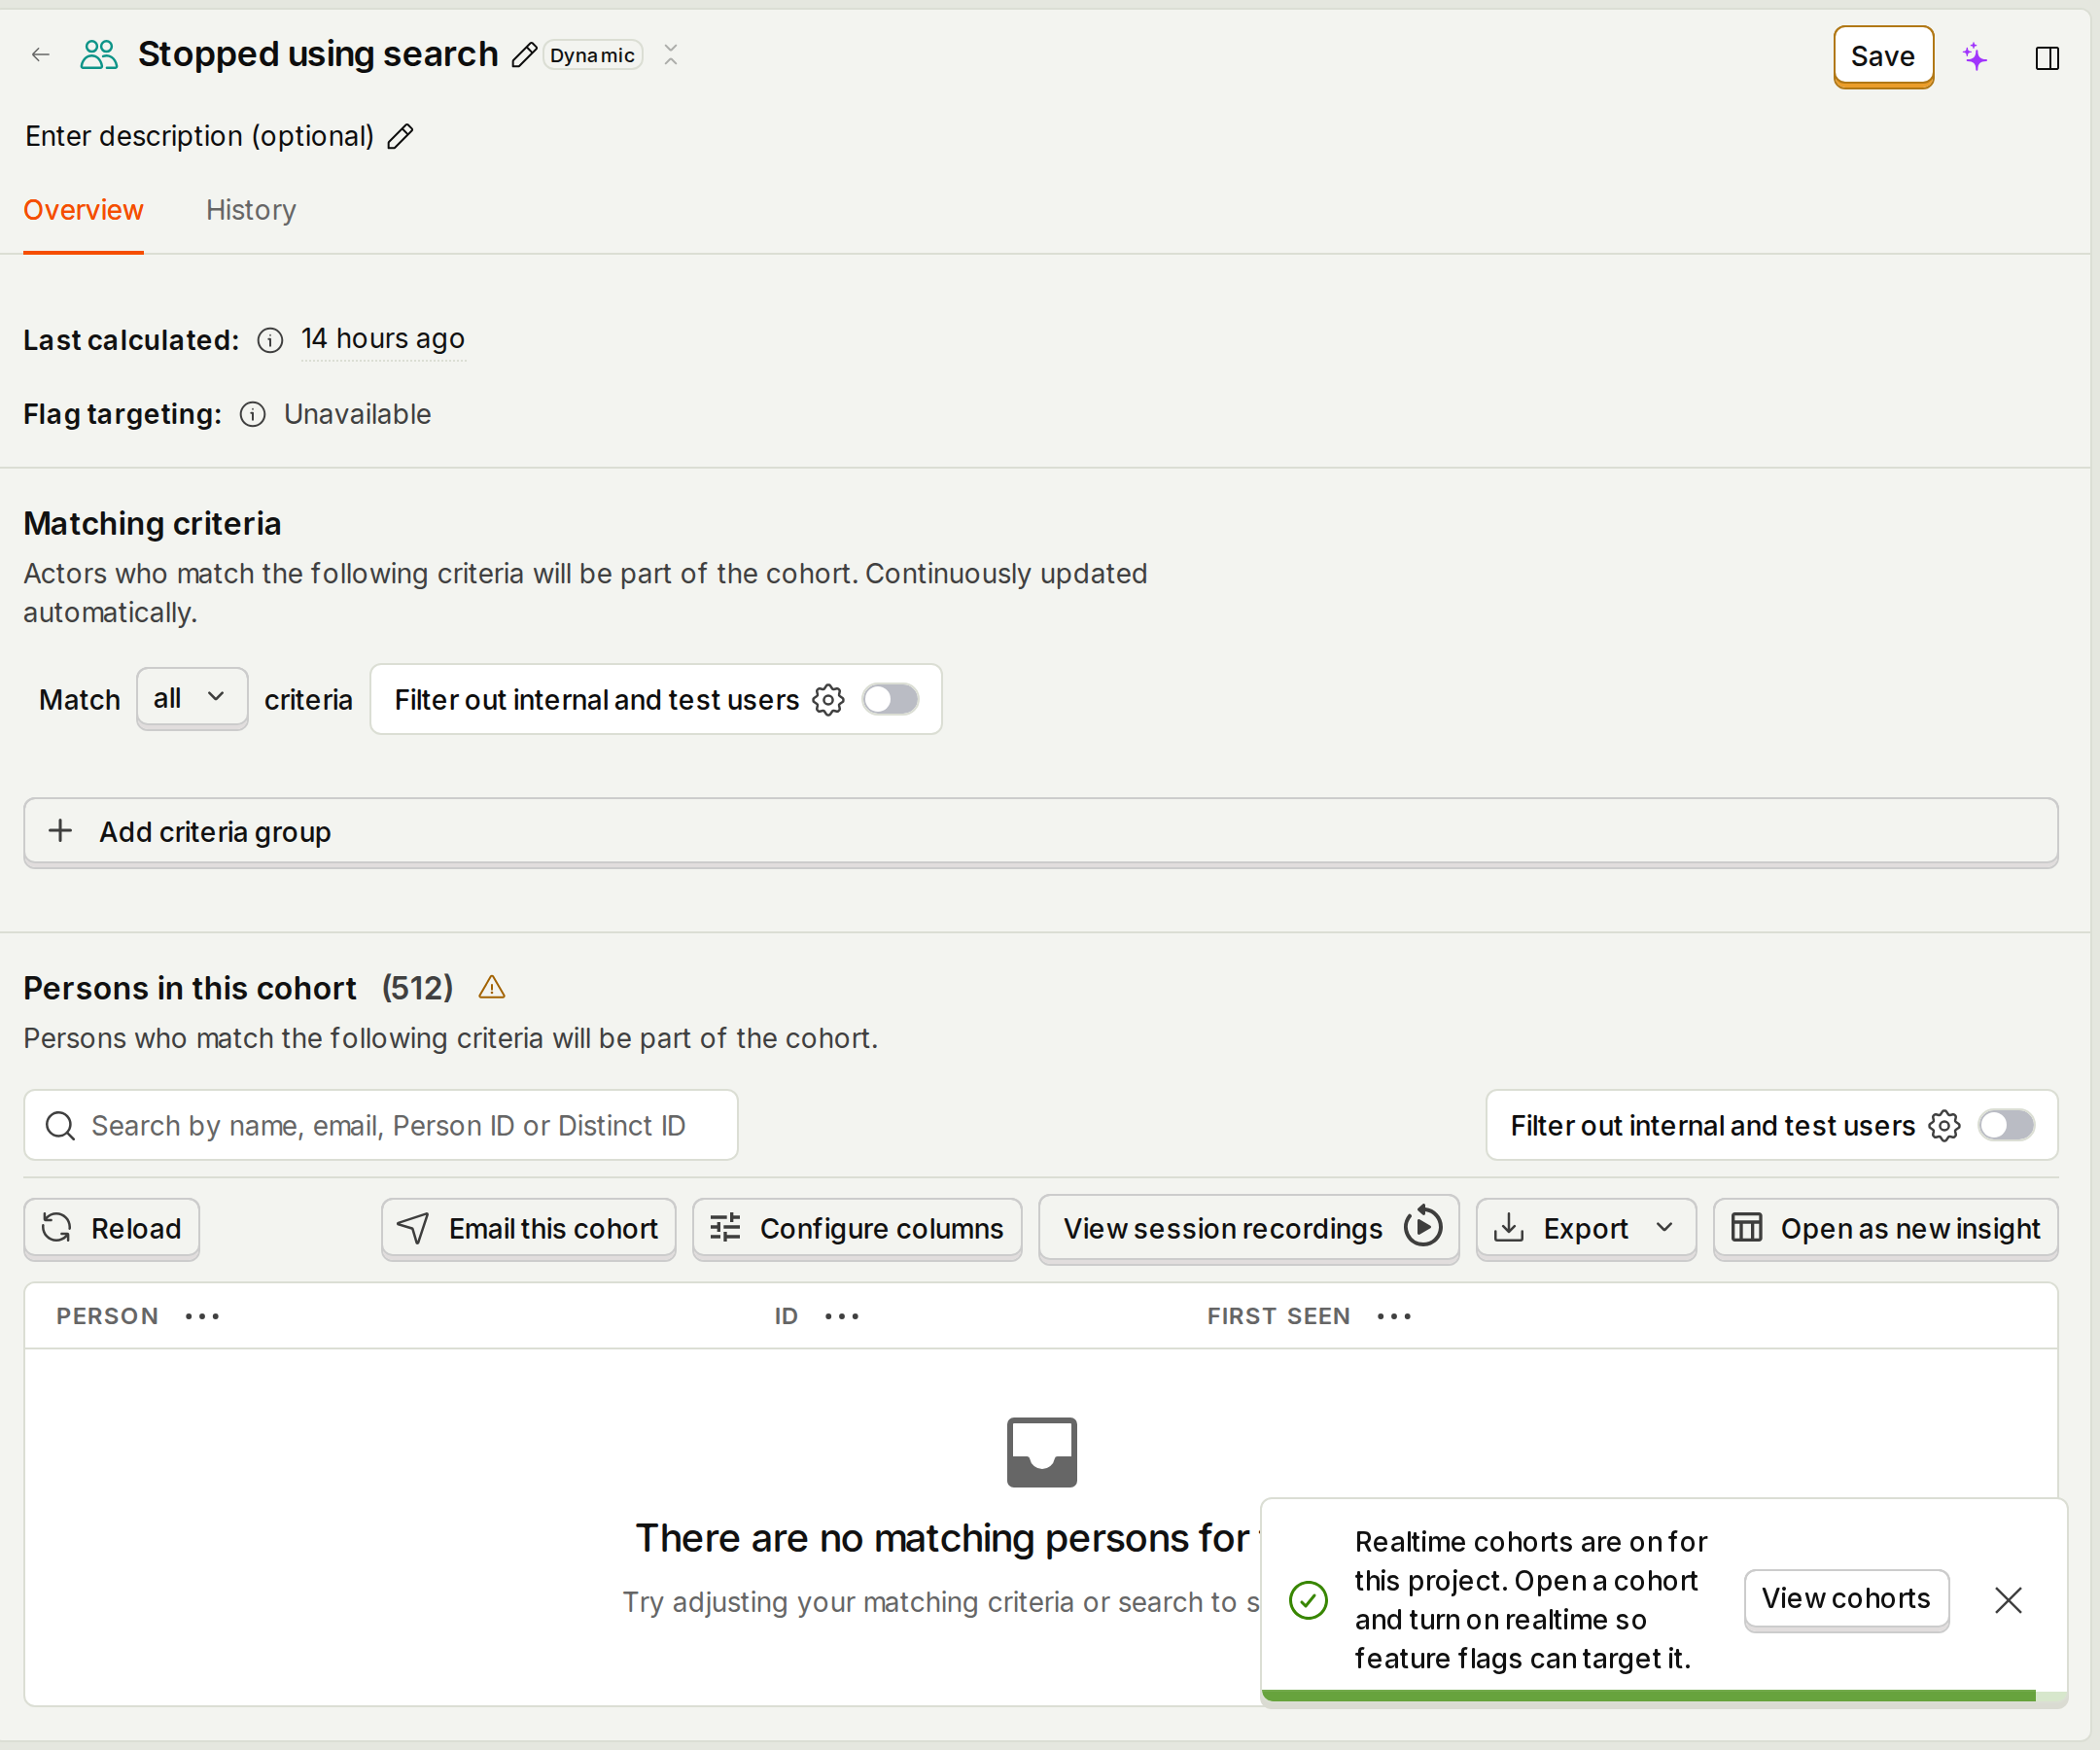 Stopped using search Dynamic
Save
Enter description (optional)
Overview History
Last calculated: 14 hours ago
Flag targeting: Unavailable
Matching criteria
Actors who match the following criteria will be part of the cohort. Continuously updated
automatically.
Match all criteria Filter out internal and test users
Add criteria group
Persons in this cohort (512)
Persons who match the following criteria will be part of the cohort.
Search by name, email, Person ID or Distinct ID
Filter out internal and test users
Reload Email this cohort Configure columns View session recordings Export Open as new insight
PERSON ID FIRST SEEN
There are no matching persons for
Try adjusting your matching criteria or search to
Realtime cohorts are on for
this project. Open a cohort
and turn on realtime so
feature flags can target it.
View cohorts